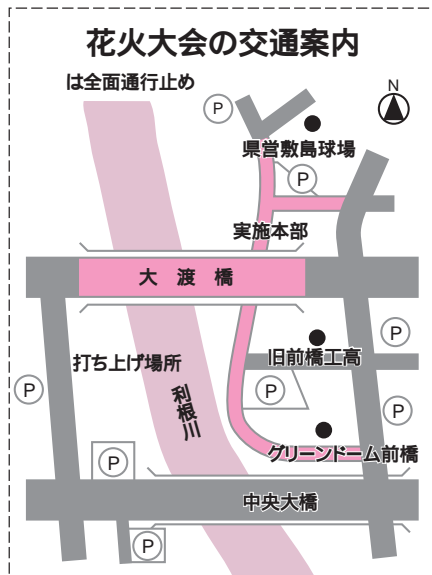 花火大会の交通案内
は全面通行止め
P
N
県営敷島球場
P
実施本部
大渡橋
P
旧前橋工高
打ち上げ場所
P
P
利根川
P
グリーンドーム前橋
P
中央大橋
P